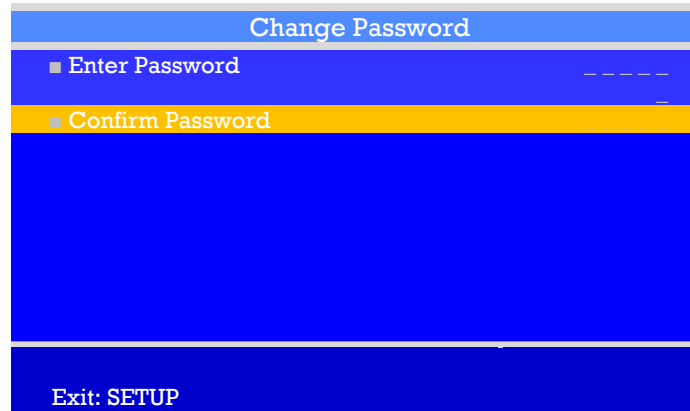 Change Password
■ Enter Password _ _ _ _ _
_
■ Confirm Password
Exit: SETUP